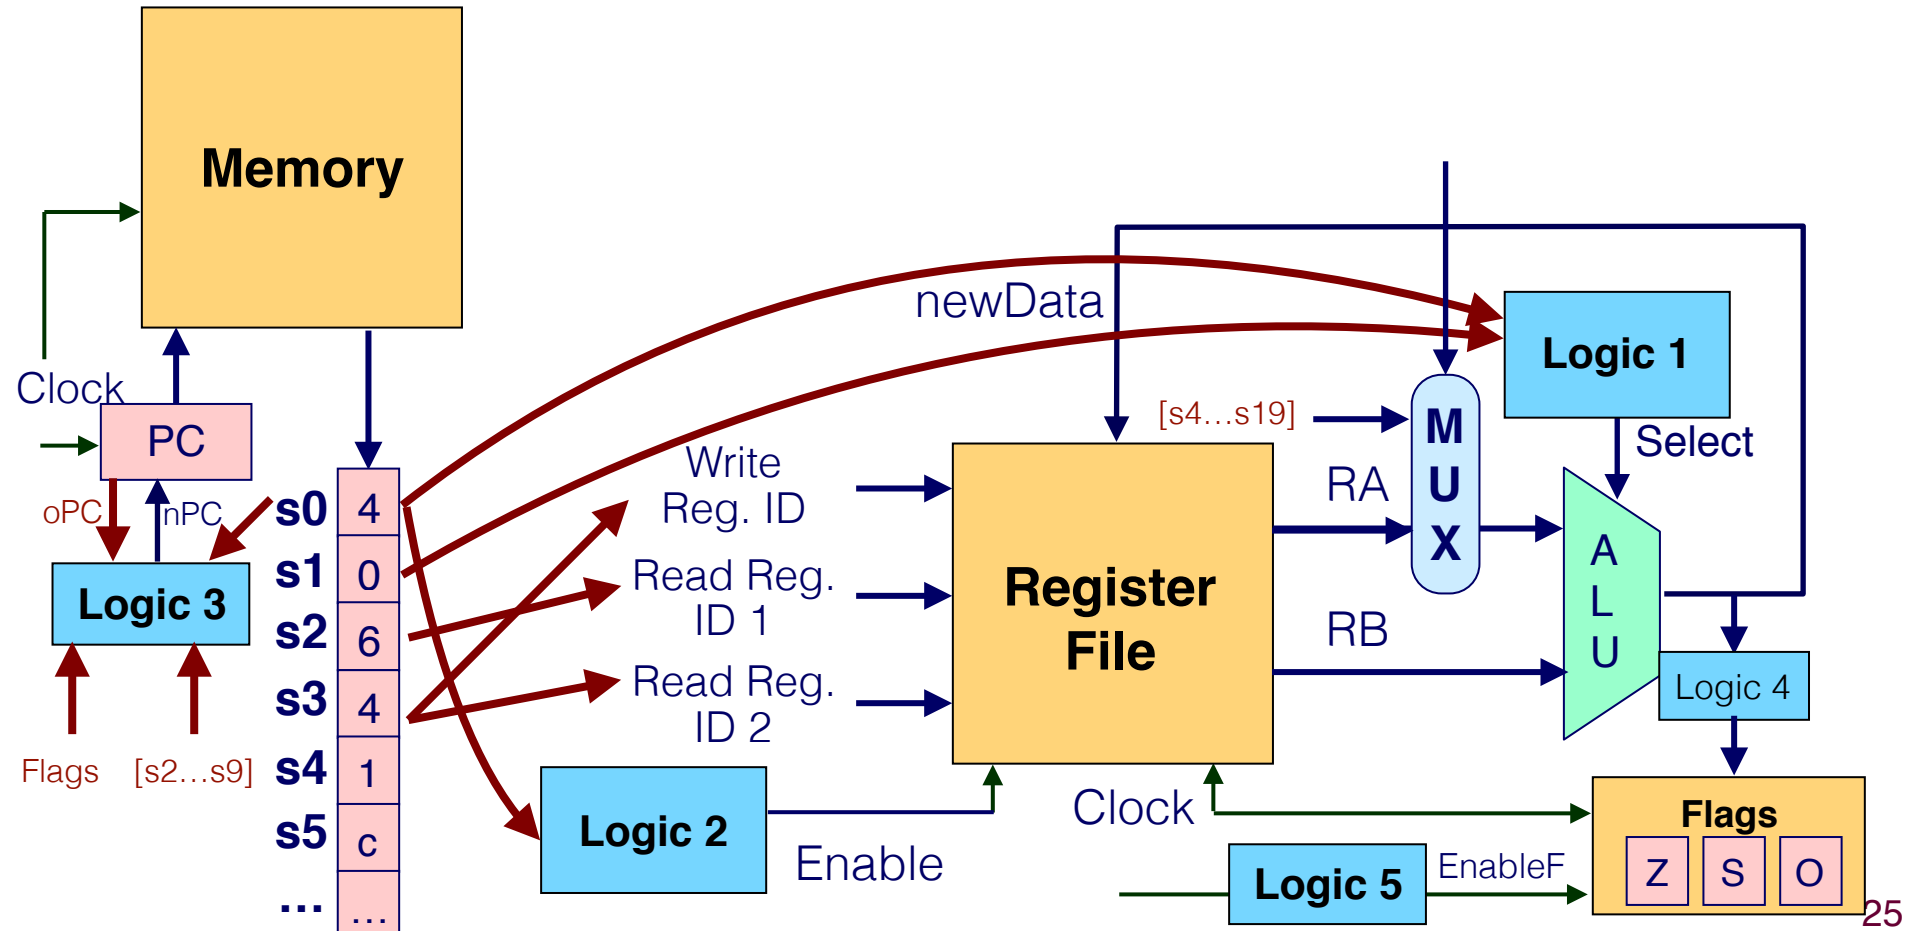 Memory
Clock
PC
oPC
nPC
Logic 3
Flags
[s2...s9]
s0
4
s1
0
s2
6
s3
4
s4
1
s5
c
...
...
Write
Reg. ID
Read Reg.
ID 1
Read Reg.
ID 2
Logic 2
Enable
newData
Register
File
Clock
[s4...s19]
RA
RB
M
U
X
Logic 1
Select
A
L
U
Logic 4
Logic 5
EnableF
Flags
Z
S
O
25